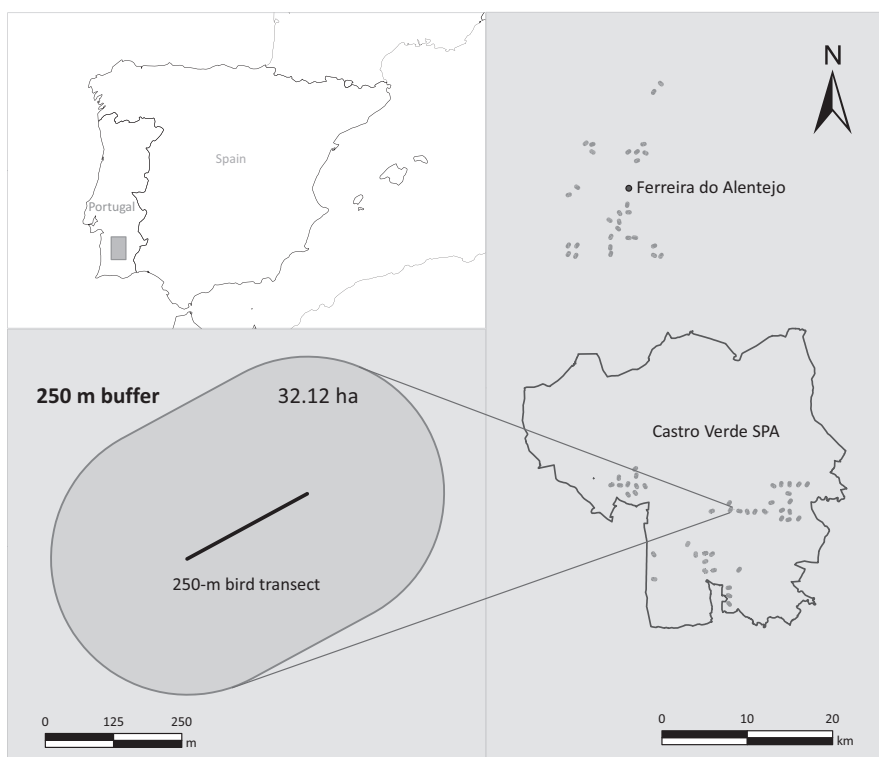 Spain
Portugal
N
Ferreira do Alentejo
Castro Verde SPA
250 m buffer
32.12 ha
250-m bird transect
0 125 250
m
0 10 20
km